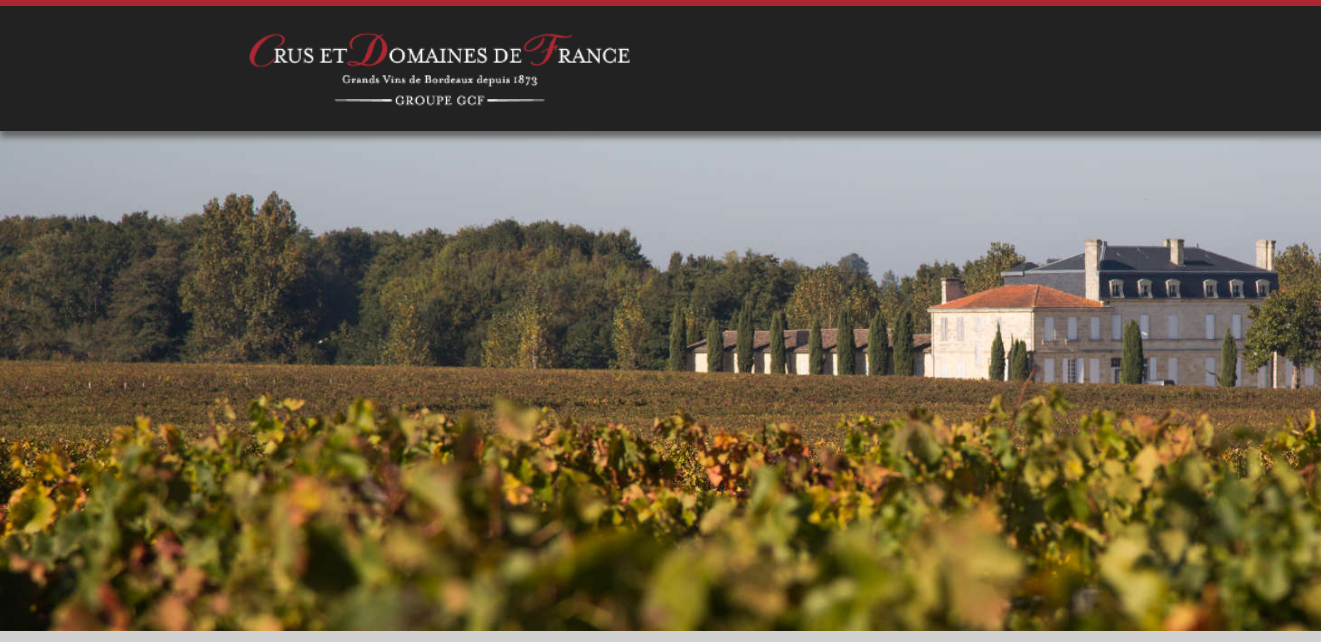 CRUS ET DOMAINES DE FRANCE
Grands Vins de Bordeaux depuis 1873
GROUPE GCF